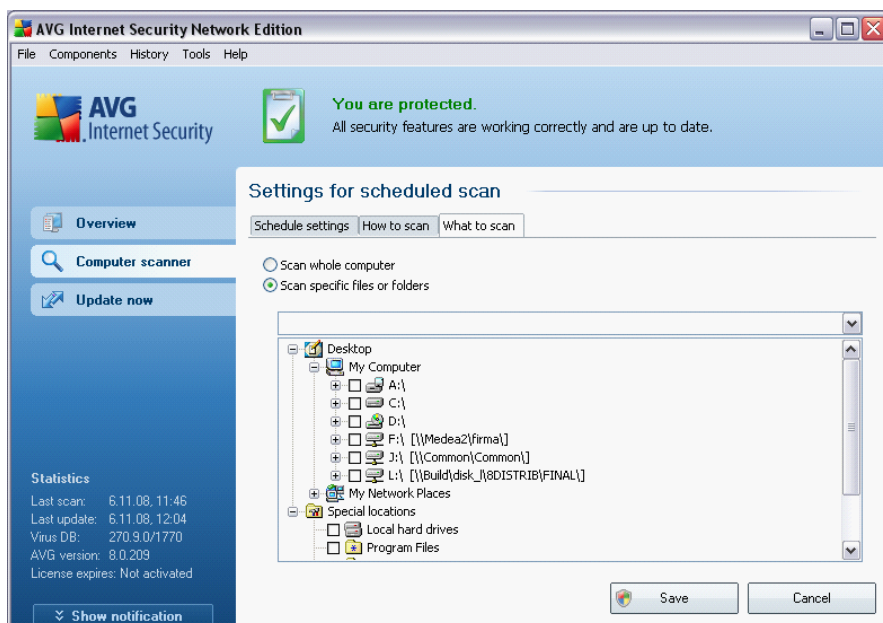 AVG Internet Security Network Edition
File Components History Tools Help
AVG
Internet Security
You are protected.
All security features are working correctly and are up to date.
Overview
Computer scanner
Update now
Settings for scheduled scan
Schedule settings How to scan What to scan
Scan whole computer
Scan specific files or folders
Desktop
My Computer
A:\
C:\
D:\
F:\ [\\Medea2\firma\]
J:\ [\\Common\Common\]
L:\ [\\Build\disk_l\8DISTRIB\FINAL\]
My Network Places
Special locations
Local hard drives
Program Files
Statistics
Last scan: 6.11.08, 11:46
Last update: 6.11.08, 12:04
Virus DB: 270.9.0/1770
AVG version: 8.0.209
License expires: Not activated
Show notification
Save Cancel